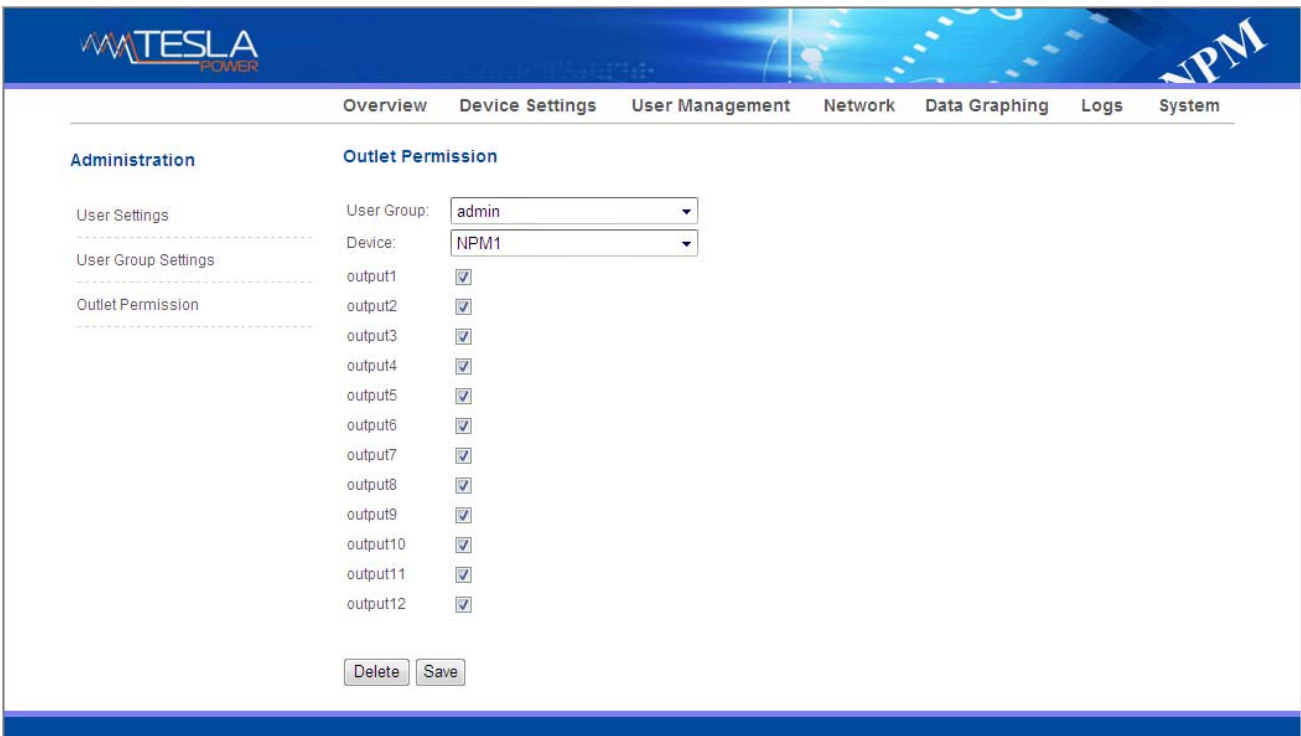 TESLA
POWER
NPM
Overview Device Settings User Management Network Data Graphing Logs System
Administration
User Settings
User Group Settings
Outlet Permission
Outlet Permission
User Group: admin
Device: NPM1
output1
output2
output3
output4
output5
output6
output7
output8
output9
output10
output11
output12
Delete Save